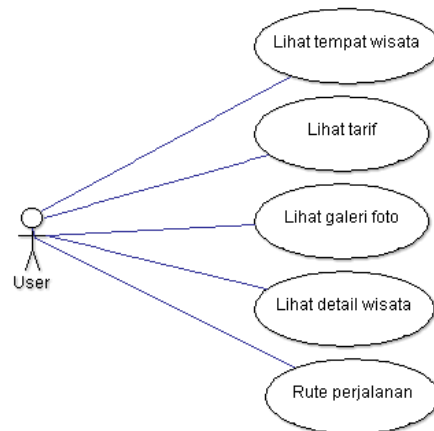 Lihat tempat wisata
Lihat tarif
Lihat galeri foto
User
Lihat detail wisata
Rute perjalanan